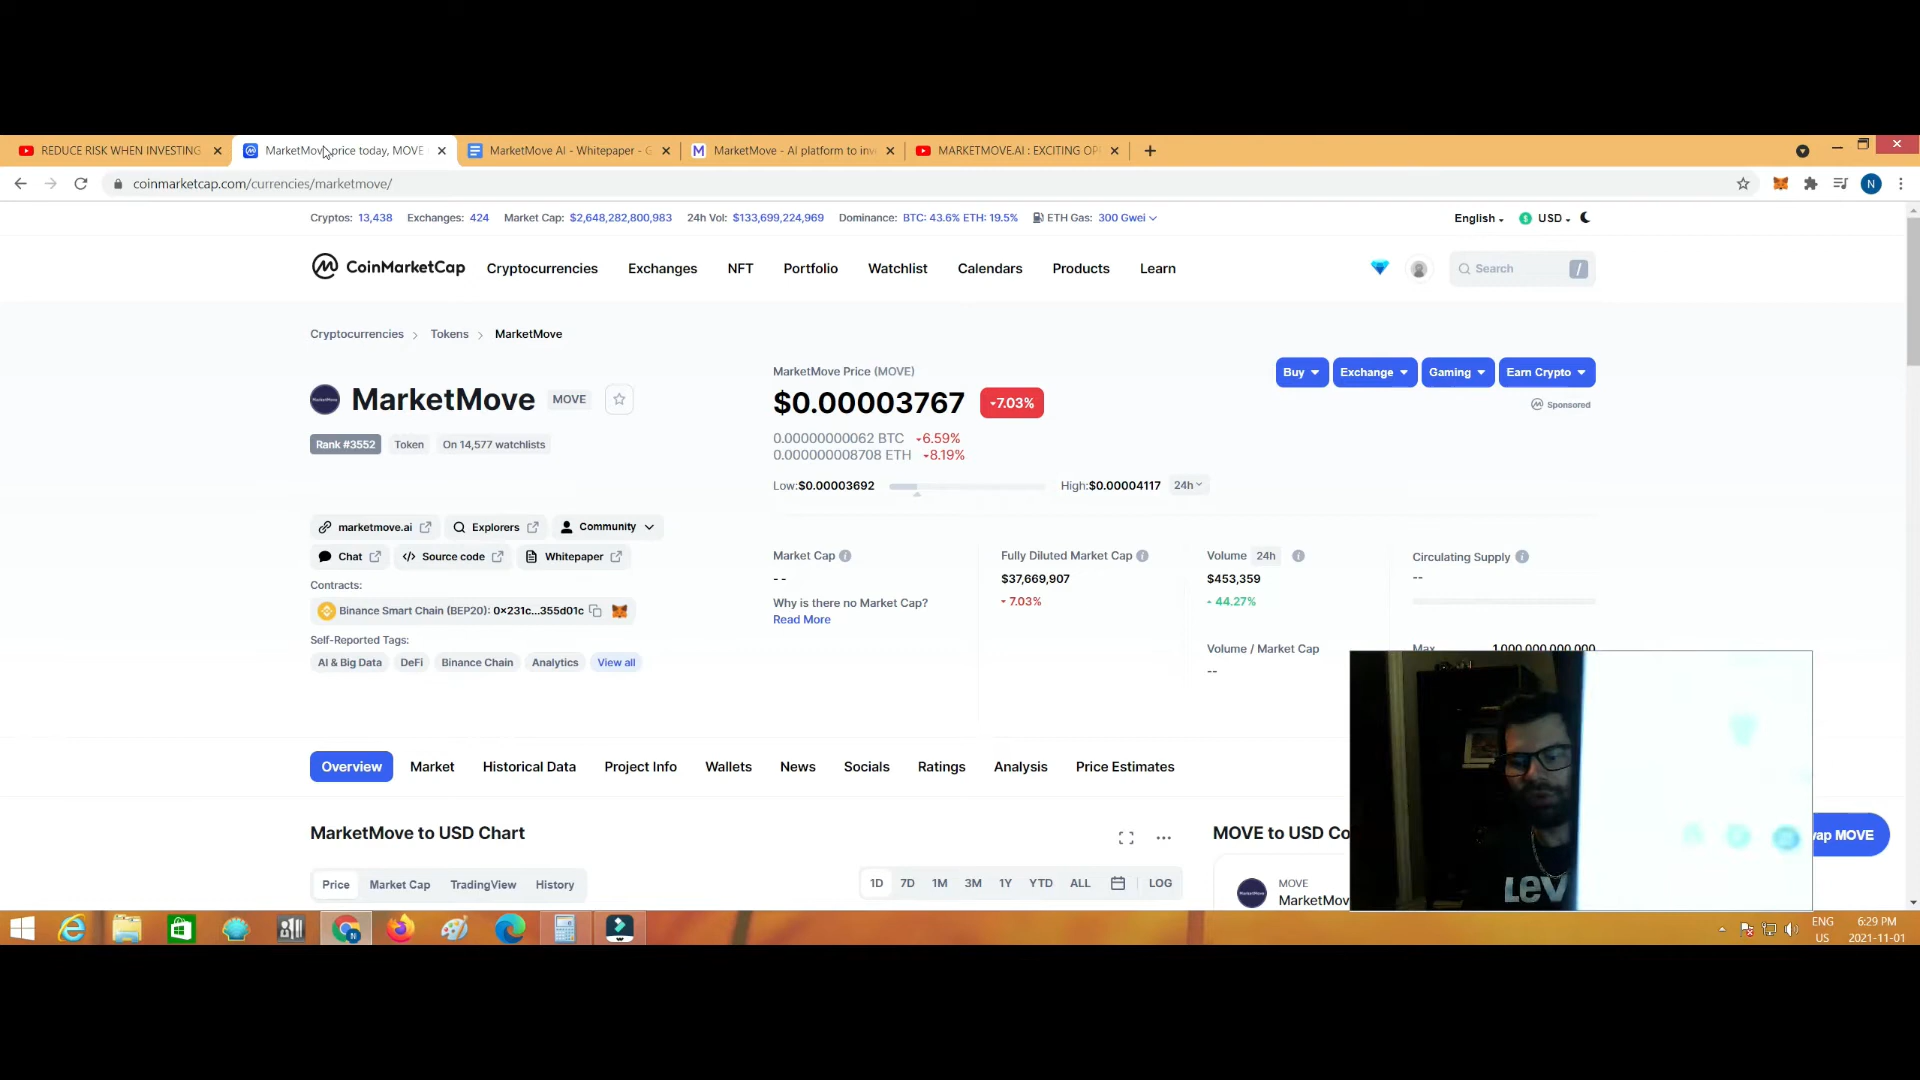 REDUCE RISK WHEN INVESTING
MarketMove price today, MOVE
MarketMove AI - Whitepaper - G
MarketMove - AI platform to inv
MARKETMOVE.AI : EXCITING OP
coinmarketcap.com/currencies/marketmove/
N
Cryptos: 13,438 Exchanges: 424 Market Cap: $2,648,282,800,983 24h Vol: $133,699,224,969 Dominance: BTC: 43.6% ETH: 19.5% ETH Gas: 300 Gwei
English USD
CoinMarketCap Cryptocurrencies Exchanges NFT Portfolio Watchlist Calendars Products Learn
Search /
Cryptocurrencies > Tokens > MarketMove
MarketMove MOVE
Rank #3552 Token On 14,577 watchlists
MarketMove Price (MOVE)
$0.00003767 7.03%
0.00000000062 BTC 6.59%
0.000000008708 ETH 8.19%
Low:$0.00003692 High:$0.00004117 24h
Buy Exchange Gaming Earn Crypto
Sponsored
marketmove.ai Explorers Community
Chat Source code Whitepaper
Contracts:
Binance Smart Chain (BEP20): 0x231c...355d01c
Self-Reported Tags:
AI & Big Data DeFi Binance Chain Analytics View all
Market Cap
- -
Why is there no Market Cap?
Read More
Fully Diluted Market Cap
$37,669,907
7.03%
Volume 24h
$453,359
44.27%
Volume / Market Cap
--
Circulating Supply
--
Max 1,000,000,000,000
Overview Market Historical Data Project Info Wallets News Socials Ratings Analysis Price Estimates
MarketMove to USD Chart
Price Market Cap TradingView History
1D 7D 1M 3M 1Y YTD ALL LOG
MOVE to USD Co
MOVE
MarketMov
LEV
wap MOVE
ENG
US
6:29 PM
2021-11-01